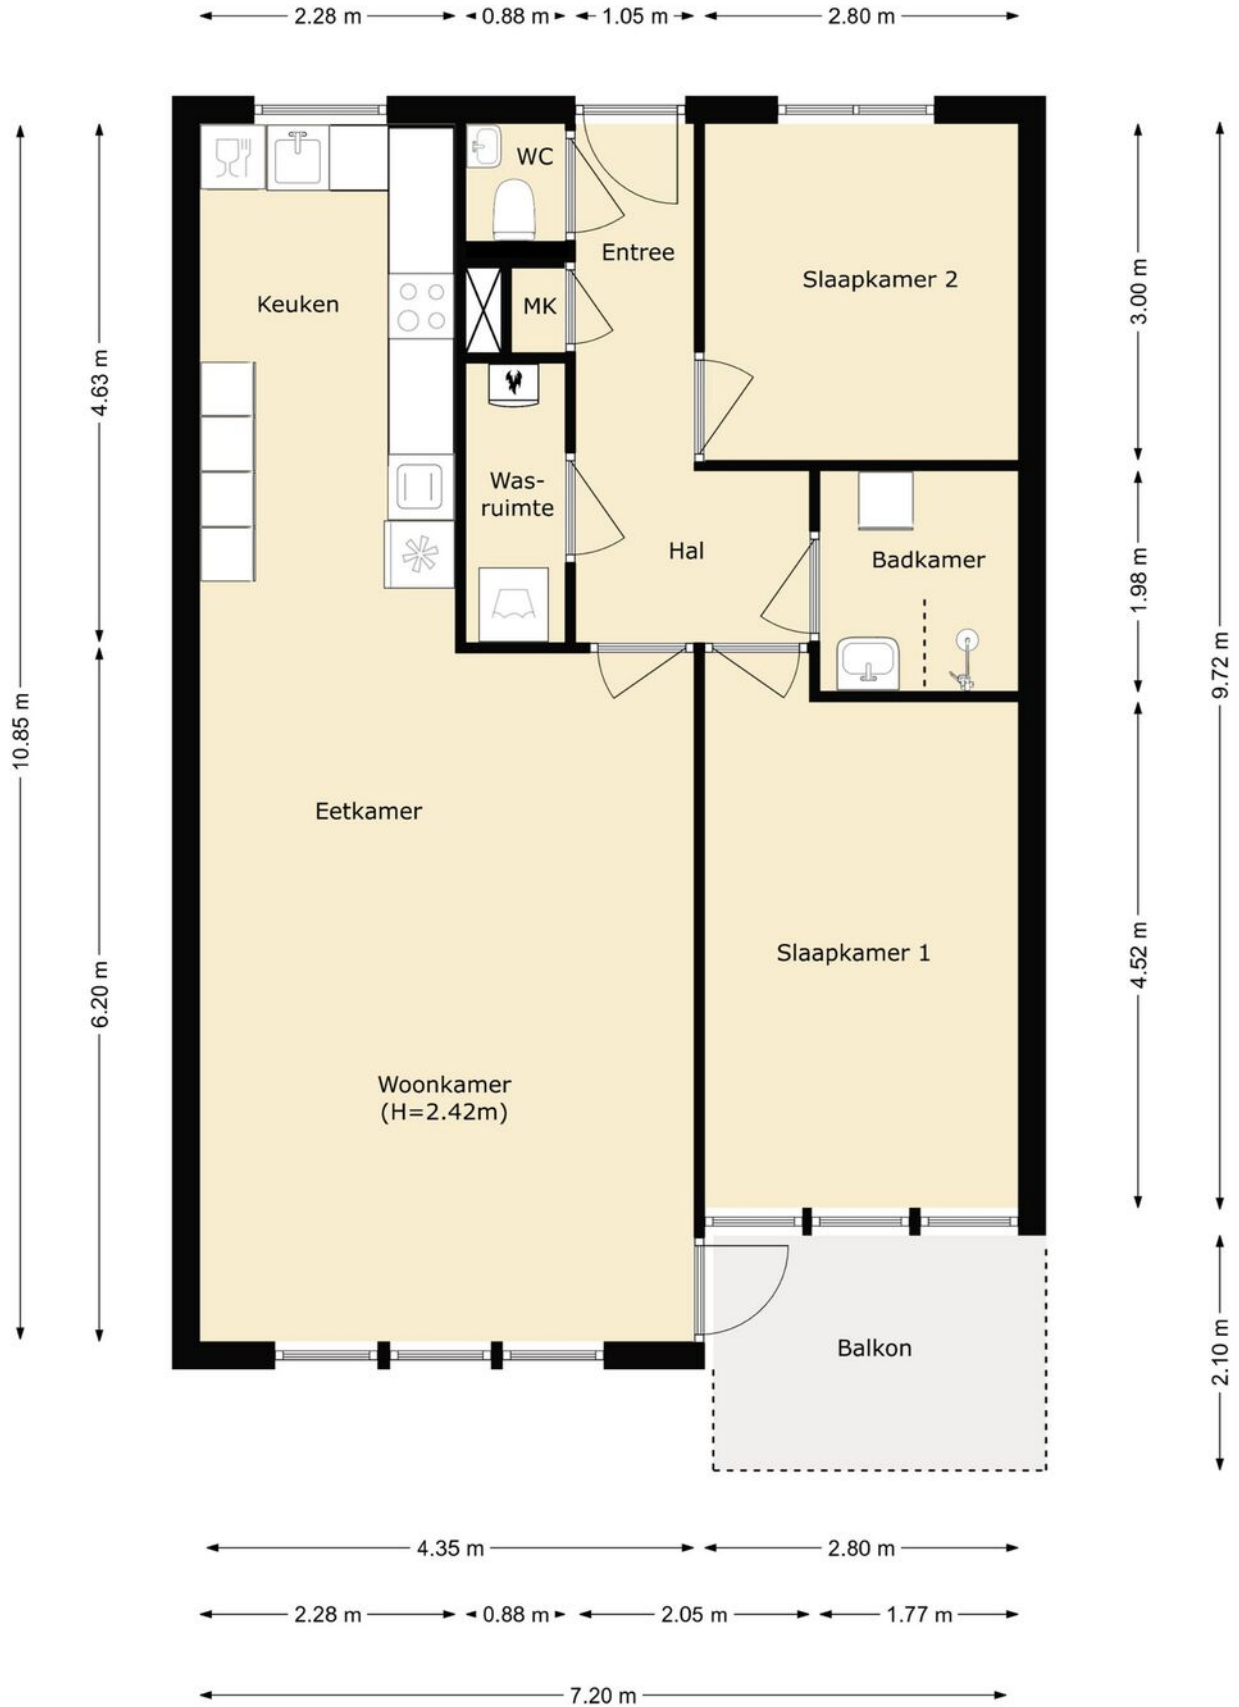 2.28 m
0.88 m
1.05 m
2.80 m
WC
Entree
Slaapkamer 2
Keuken
MK
3.00 m
4.63 m
Was-
ruimte
Hal
Badkamer
1.98 m
9.72 m
10.85 m
Eetkamer
Slaapkamer 1
4.52 m
6.20 m
Woonkamer
(H=2.42m)
Balkon
2.10 m
4.35 m
2.80 m
2.28 m
0.88 m
2.05 m
1.77 m
7.20 m